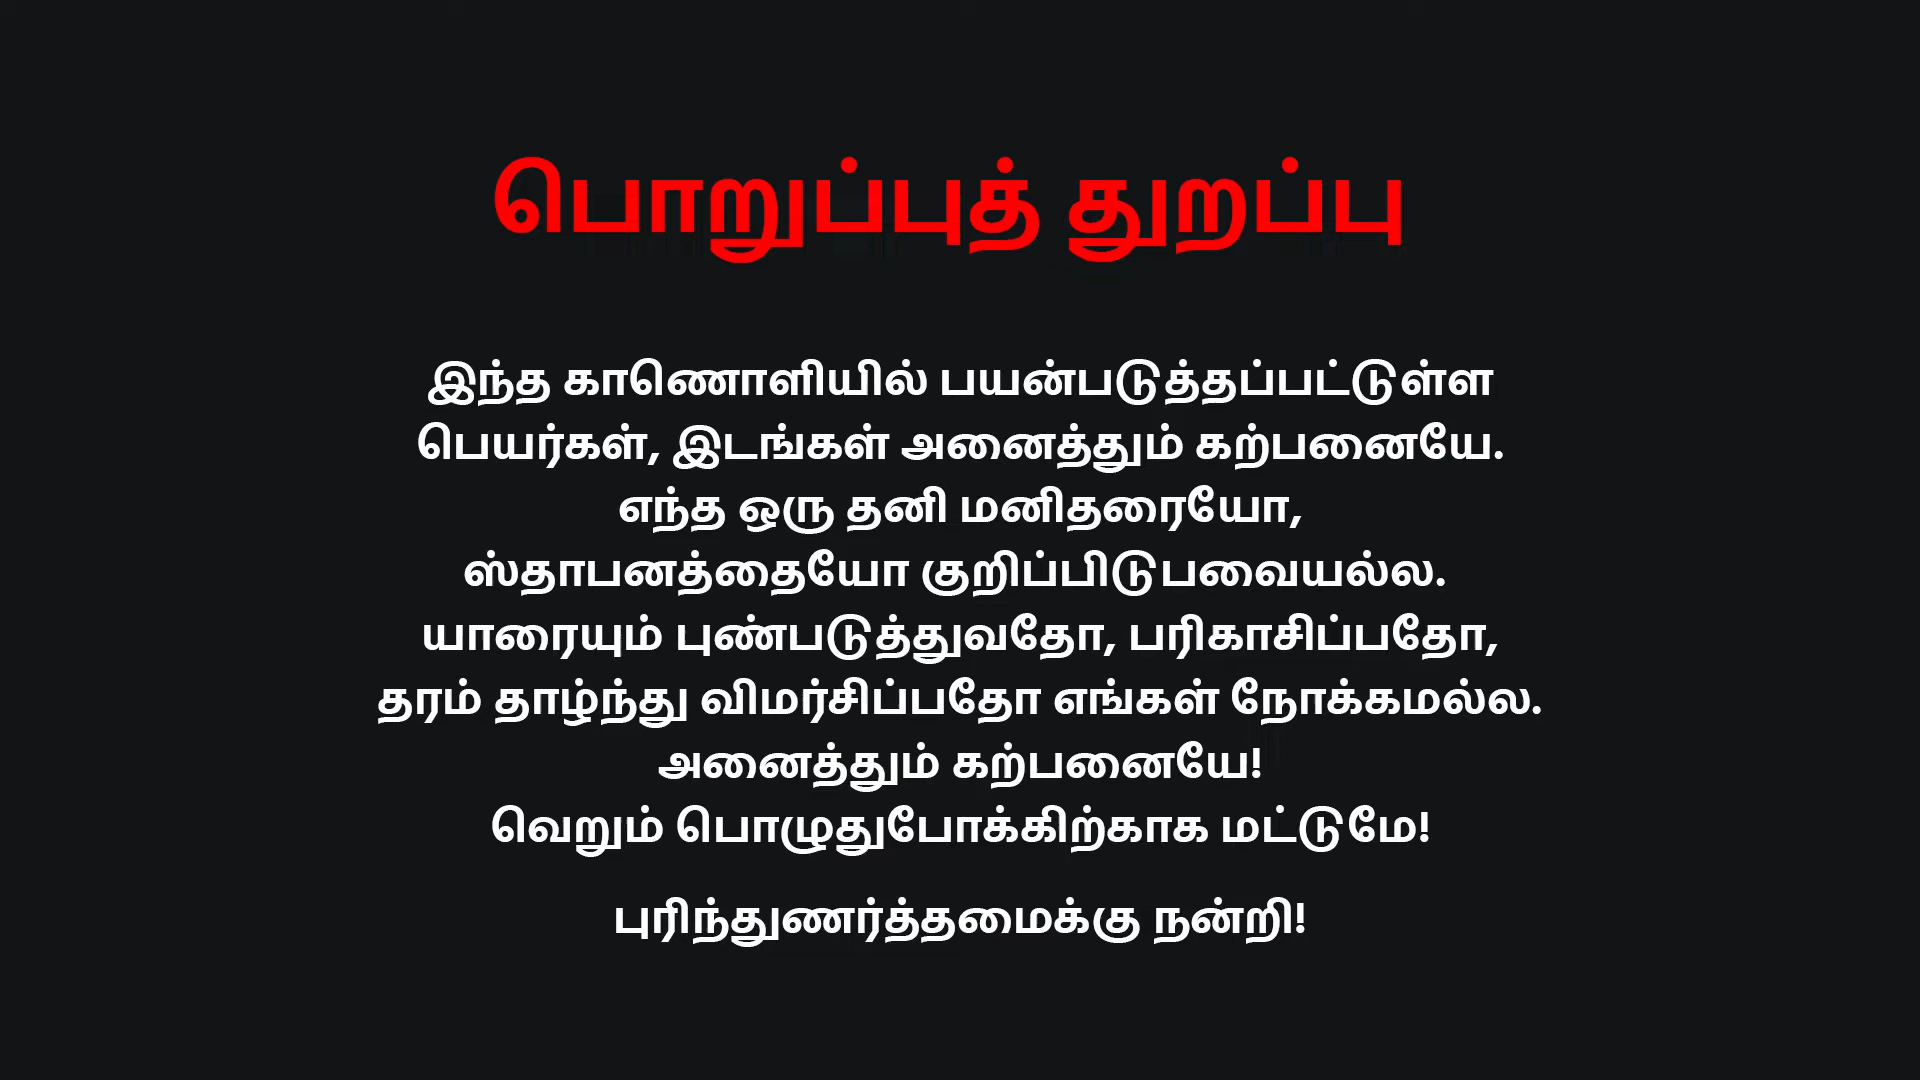 பொறுப்புத் துறப்பு
இந்த காணொளியில் பயன்படுத்தப்பட்டுள்ள
பெயர்கள், இடங்கள் அனைத்தும் கற்பனையே.
எந்த ஒரு தனி மனிதரையோ,
ஸ்தாபனத்தையோ குறிப்பிடுபவையல்ல.
யாரையும் புண்படுத்துவதோ, பரிகாசிப்பதோ,
தரம் தாழ்ந்து விமர்சிப்பதோ எங்கள் நோக்கமல்ல.
அனைத்தும் கற்பனையே!
வெறும் பொழுதுபோக்கிற்காக மட்டுமே!
புரிந்துணர்த்தமைக்கு நன்றி!